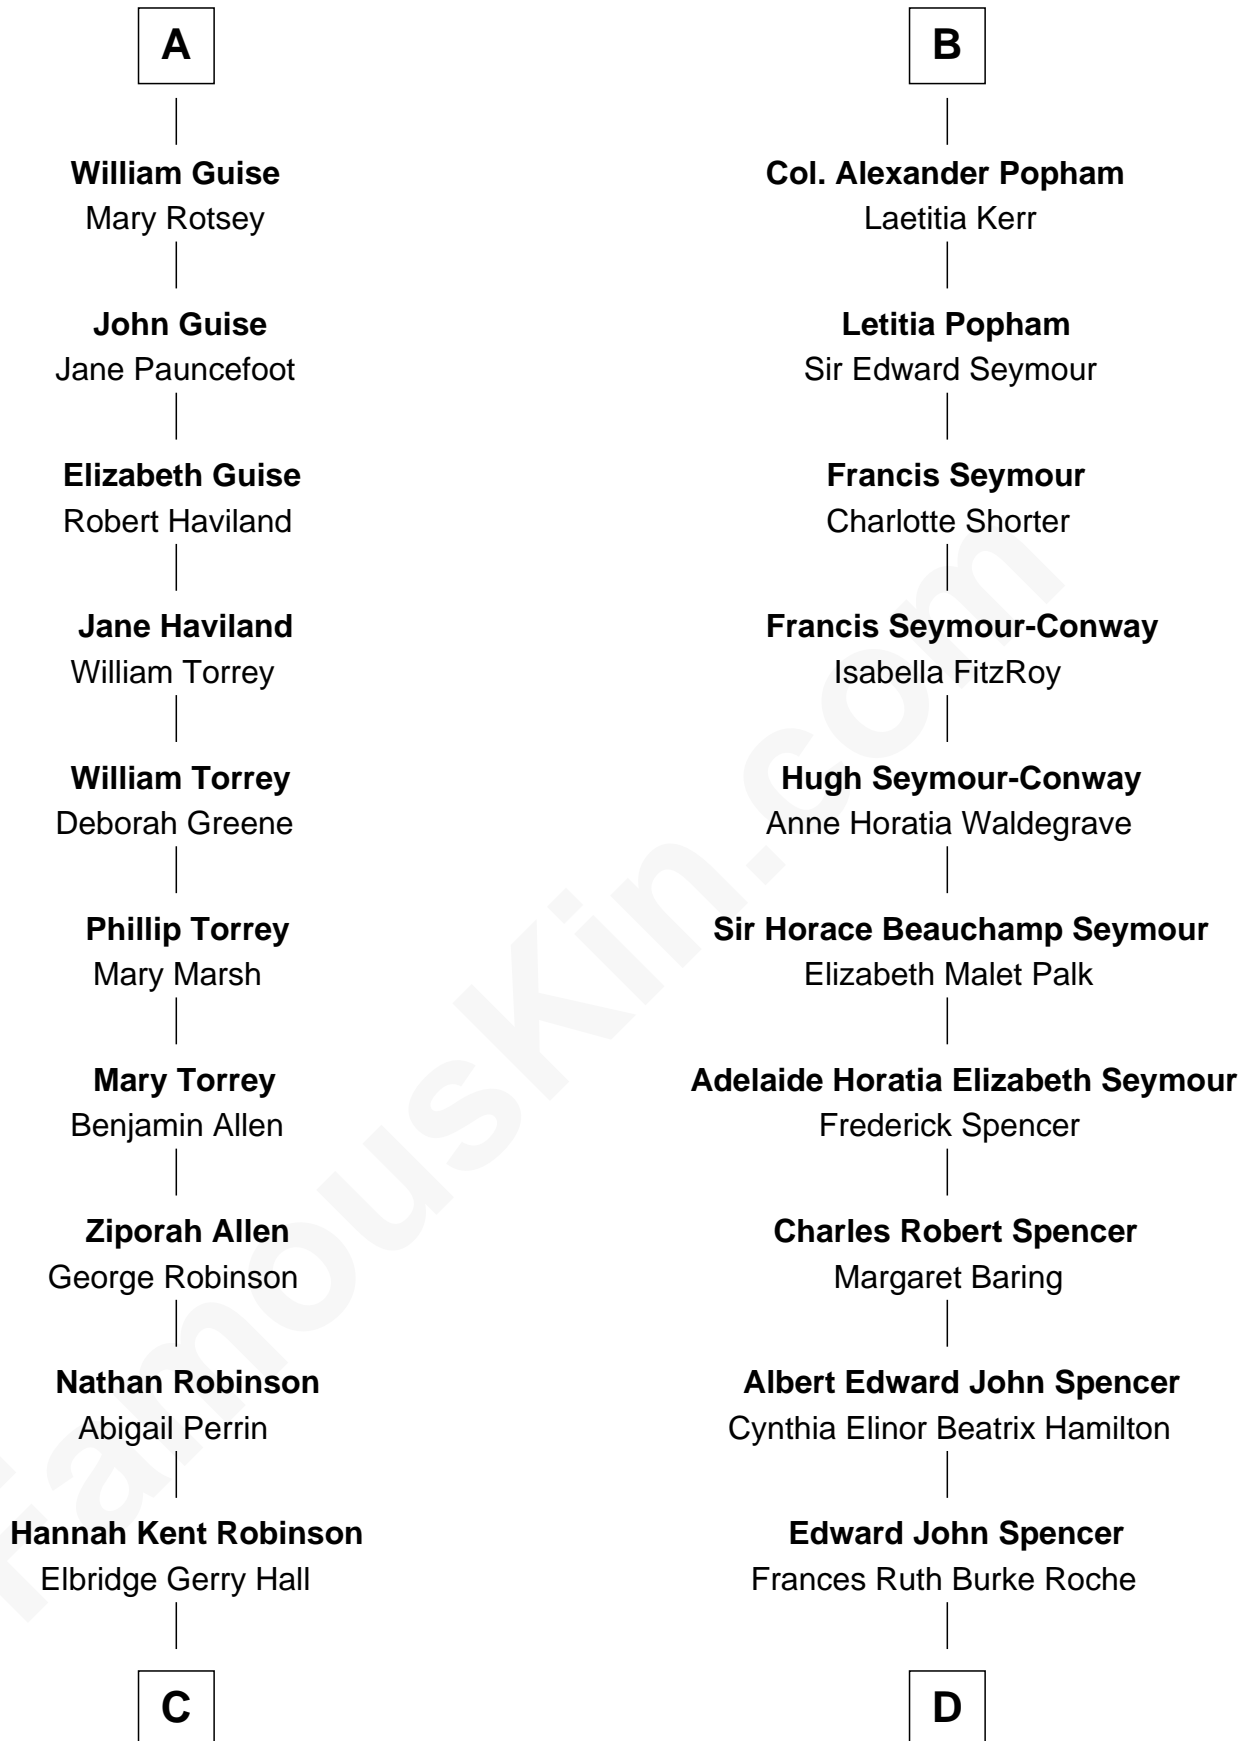 A
William Guise
Mary Rotsey
John Guise
Jane Pauncefoot
Elizabeth Guise
Robert Haviland
Jane Haviland
William Torrey
William Torrey
Deborah Greene
Phillip Torrey
Mary Marsh
Mary Torrey
Benjamin Allen
Ziporah Allen
George Robinson
Nathan Robinson
Abigail Perrin
Hannah Kent Robinson
Elbridge Gerry Hall
C
B
Col. Alexander Popham
Laetitia Kerr
Letitia Popham
Sir Edward Seymour
Francis Seymour
Charlotte Shorter
Francis Seymour-Conway
Isabella FitzRoy
Hugh Seymour-Conway
Anne Horatia Waldegrave
Sir Horace Beauchamp Seymour
Elizabeth Malet Palk
Adelaide Horatia Elizabeth Seymour
Frederick Spencer
Charles Robert Spencer
Margaret Baring
Albert Edward John Spencer
Cynthia Elinor Beatrix Hamilton
Edward John Spencer
Frances Ruth Burke Roche
D
FamousKin.com